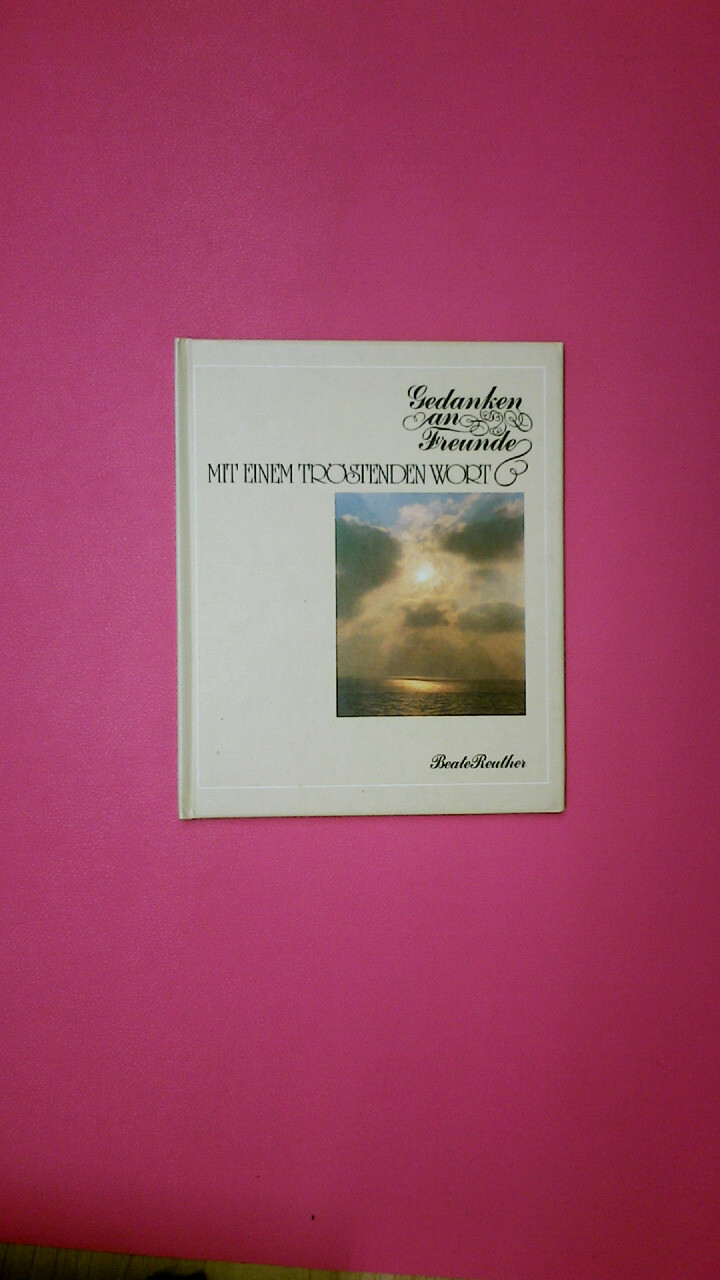 Gedanken
an
Freunde
MIT EINEM TRÖSTENDEN WORT
Beate Reuther